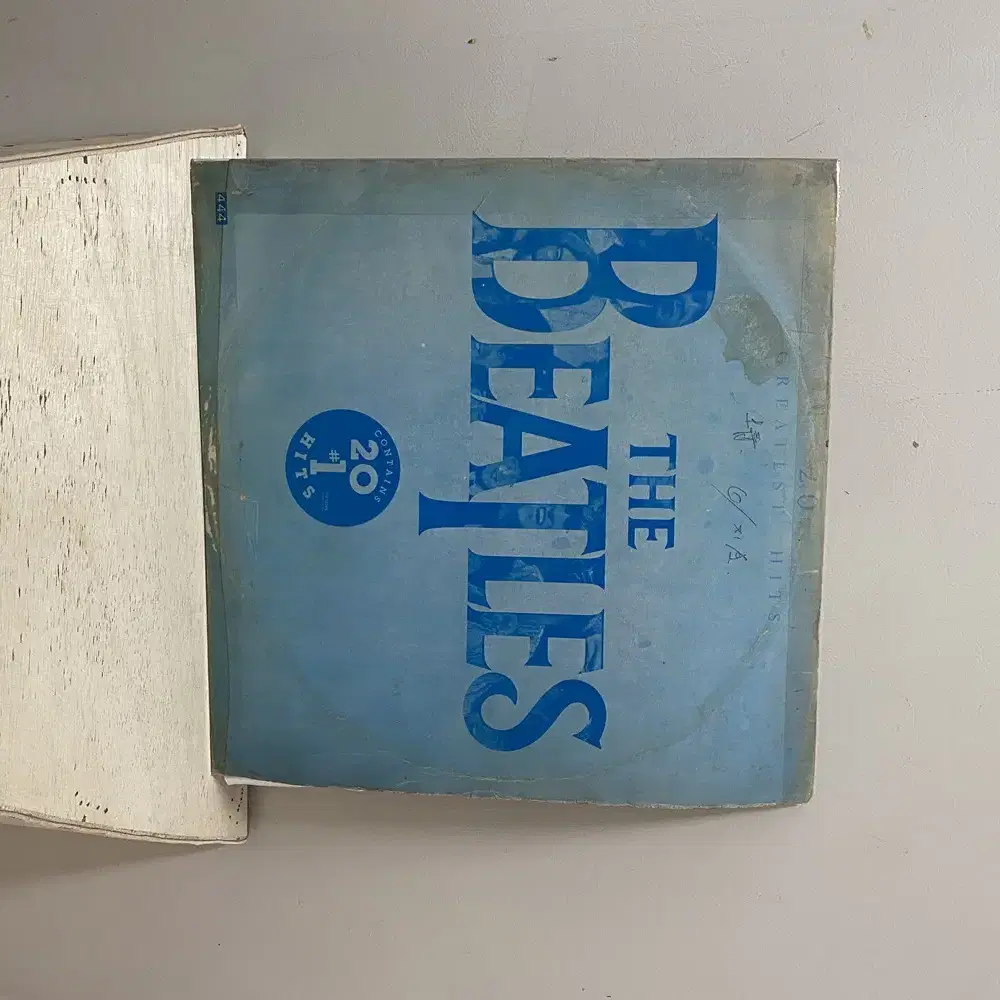 20
GREATEST HITS
THE
BEATLES
CONTAINS
20
#1
HITS
444